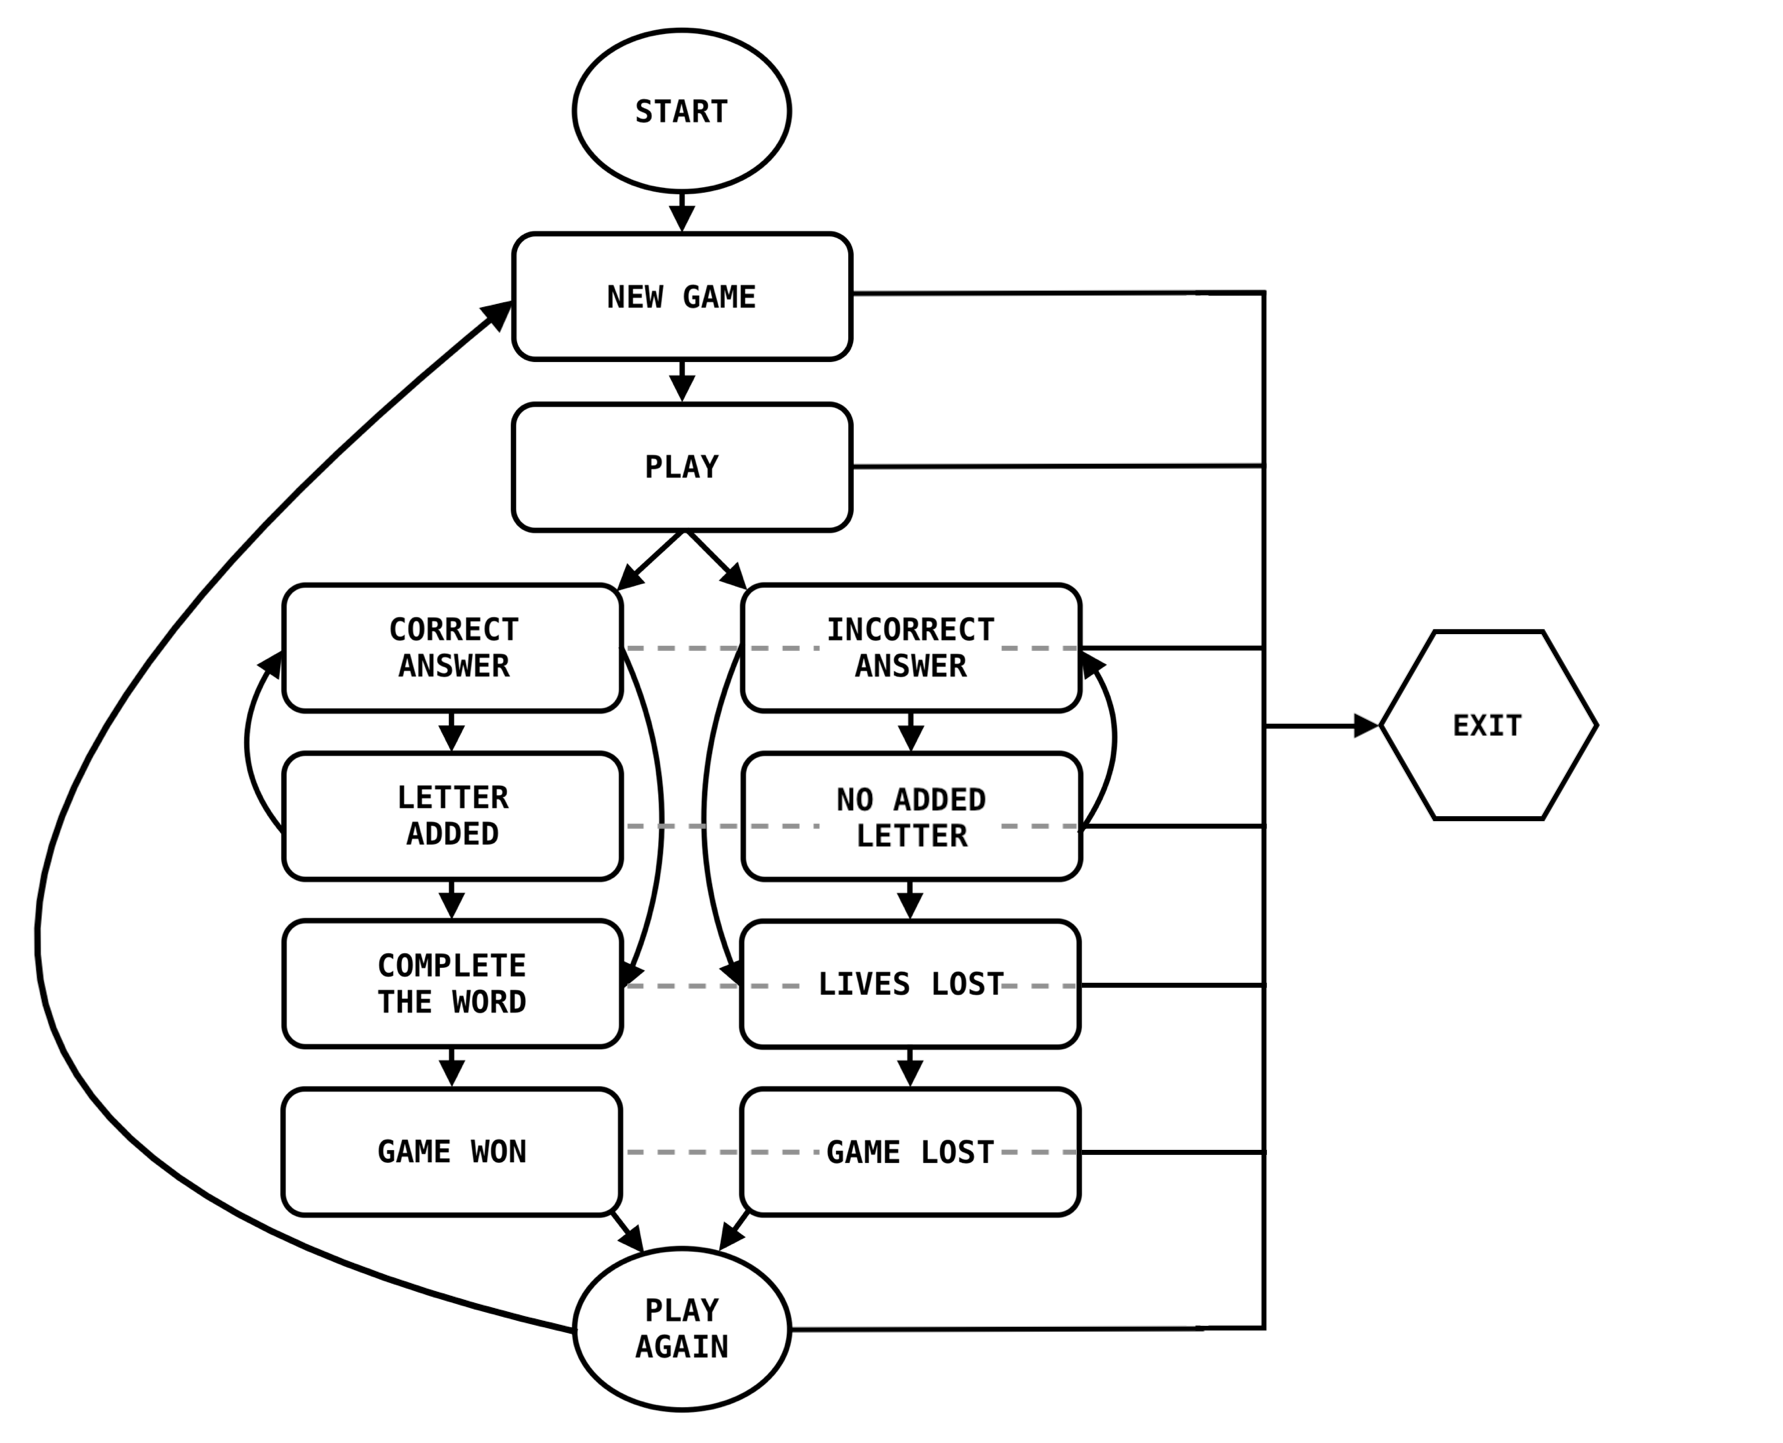 START
NEW GAME
PLAY
CORRECT
ANSWER
INCORRECT
ANSWER
LETTER
ADDED
NO ADDED
LETTER
COMPLETE
THE WORD
LIVES LOST
GAME WON
GAME LOST
PLAY
AGAIN
EXIT